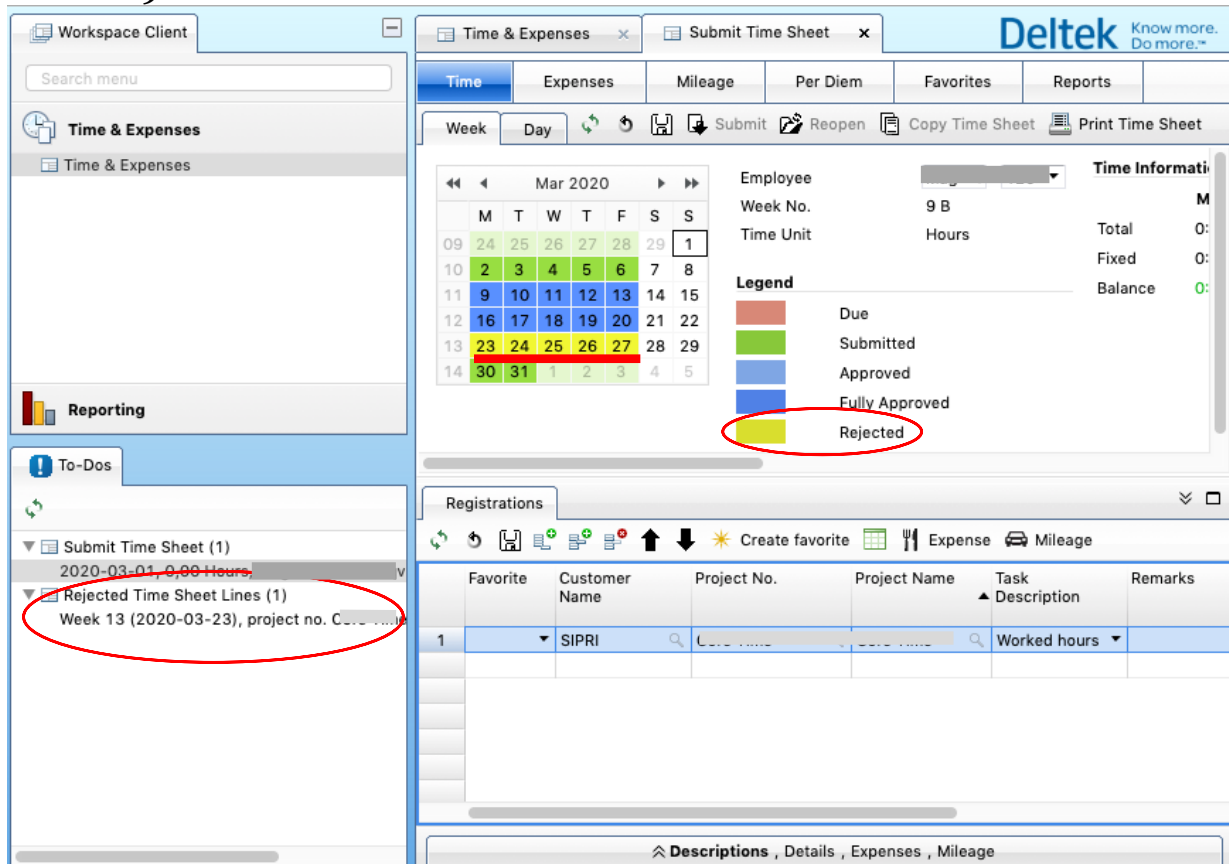 Workspace Client
Search menu
Time & Expenses
Time & Expenses
Reporting
To-Dos
Submit Time Sheet (1)
2020-03-01, 0,00 Hours,
Rejected Time Sheet Lines (1)
Week 13 (2020-03-23), project no.
Time & Expenses × Submit Time Sheet ×
Deltek Know more.
Do more.™
Time Expenses Mileage Per Diem Favorites Reports
Week Day Submit Reopen Copy Time Sheet Print Time Sheet
Mar 2020
M T W T F S S
09 24 25 26 27 28 29 1
10 2 3 4 5 6 7 8
11 9 10 11 12 13 14 15
12 16 17 18 19 20 21 22
13 23 24 25 26 27 28 29
14 30 31 1 2 3 4 5
Employee
Week No. 9 B
Time Unit Hours
Legend
Due
Submitted
Approved
Fully Approved
Rejected
Time Informati
M
Total 0:
Fixed 0:
Balance 0:
Registrations
Create favorite Expense Mileage
Favorite Customer Name Project No. Project Name Task Description Remarks
1 SIPRI Worked hours
Descriptions , Details , Expenses , Mileage